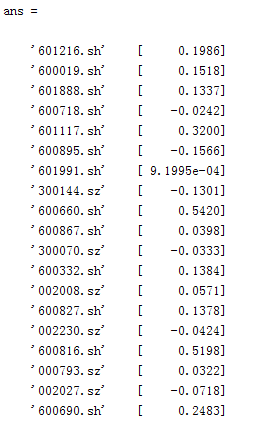 ans =
'601216.sh' [ 0.1986]
'600019.sh' [ 0.1518]
'601888.sh' [ 0.1337]
'600718.sh' [ -0.0242]
'601117.sh' [ 0.3200]
'600895.sh' [ -0.1566]
'601991.sh' [ 9.1995e-04]
'300144.sz' [ -0.1301]
'600660.sh' [ 0.5420]
'600867.sh' [ 0.0398]
'300070.sz' [ -0.0333]
'600332.sh' [ 0.1384]
'002008.sz' [ 0.0571]
'600827.sh' [ 0.1378]
'002230.sz' [ -0.0424]
'600816.sh' [ 0.5198]
'000793.sz' [ 0.0322]
'002027.sz' [ -0.0718]
'600690.sh' [ 0.2483]